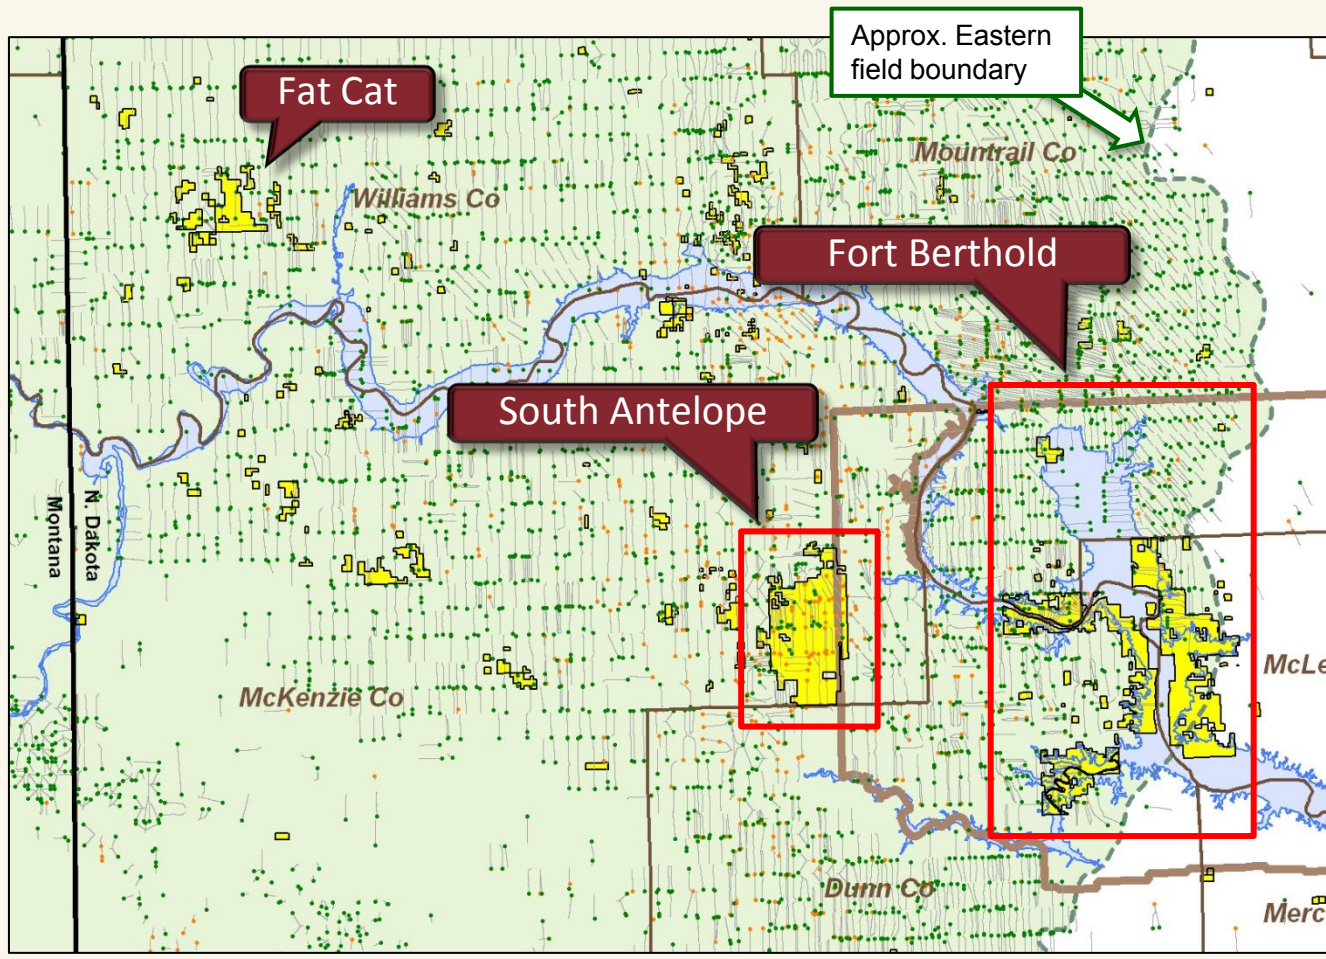 Approx. Eastern
field boundary
Fat Cat
Mountrail Co
Williams Co
Fort Berthold
South Antelope
Montana
N. Dakota
McKenzie Co
McLe
Dunn Co
Merc